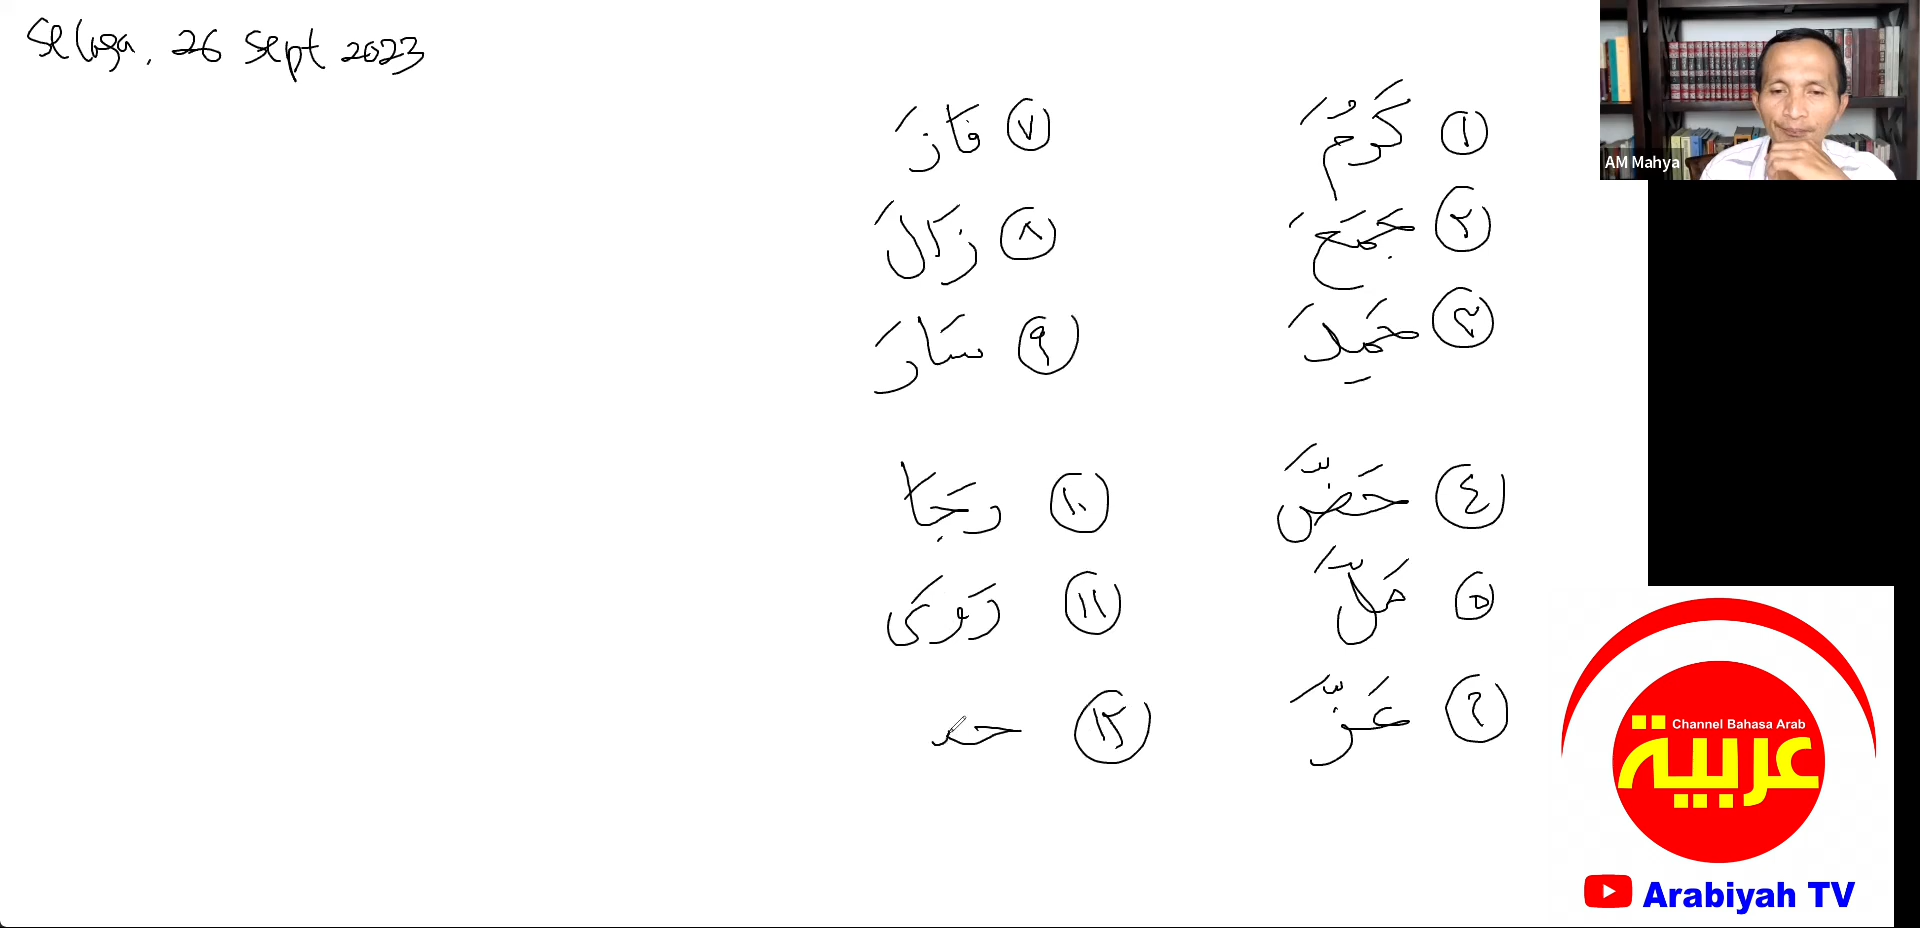 Selasa, 26 Sept 2023
١ كَرُمَ
٢ جَمَعَ
٣ حَمِدَ
٤ حَضَّ
٥ مَلَّ
٦ عَزَّ
٧ فَازَ
٨ زَالَ
٩ سَارَ
١٠ رَجَا
١١ رَوَى
١٢ حد
AM Mahya
Channel Bahasa Arab
عربية
Arabiyah TV